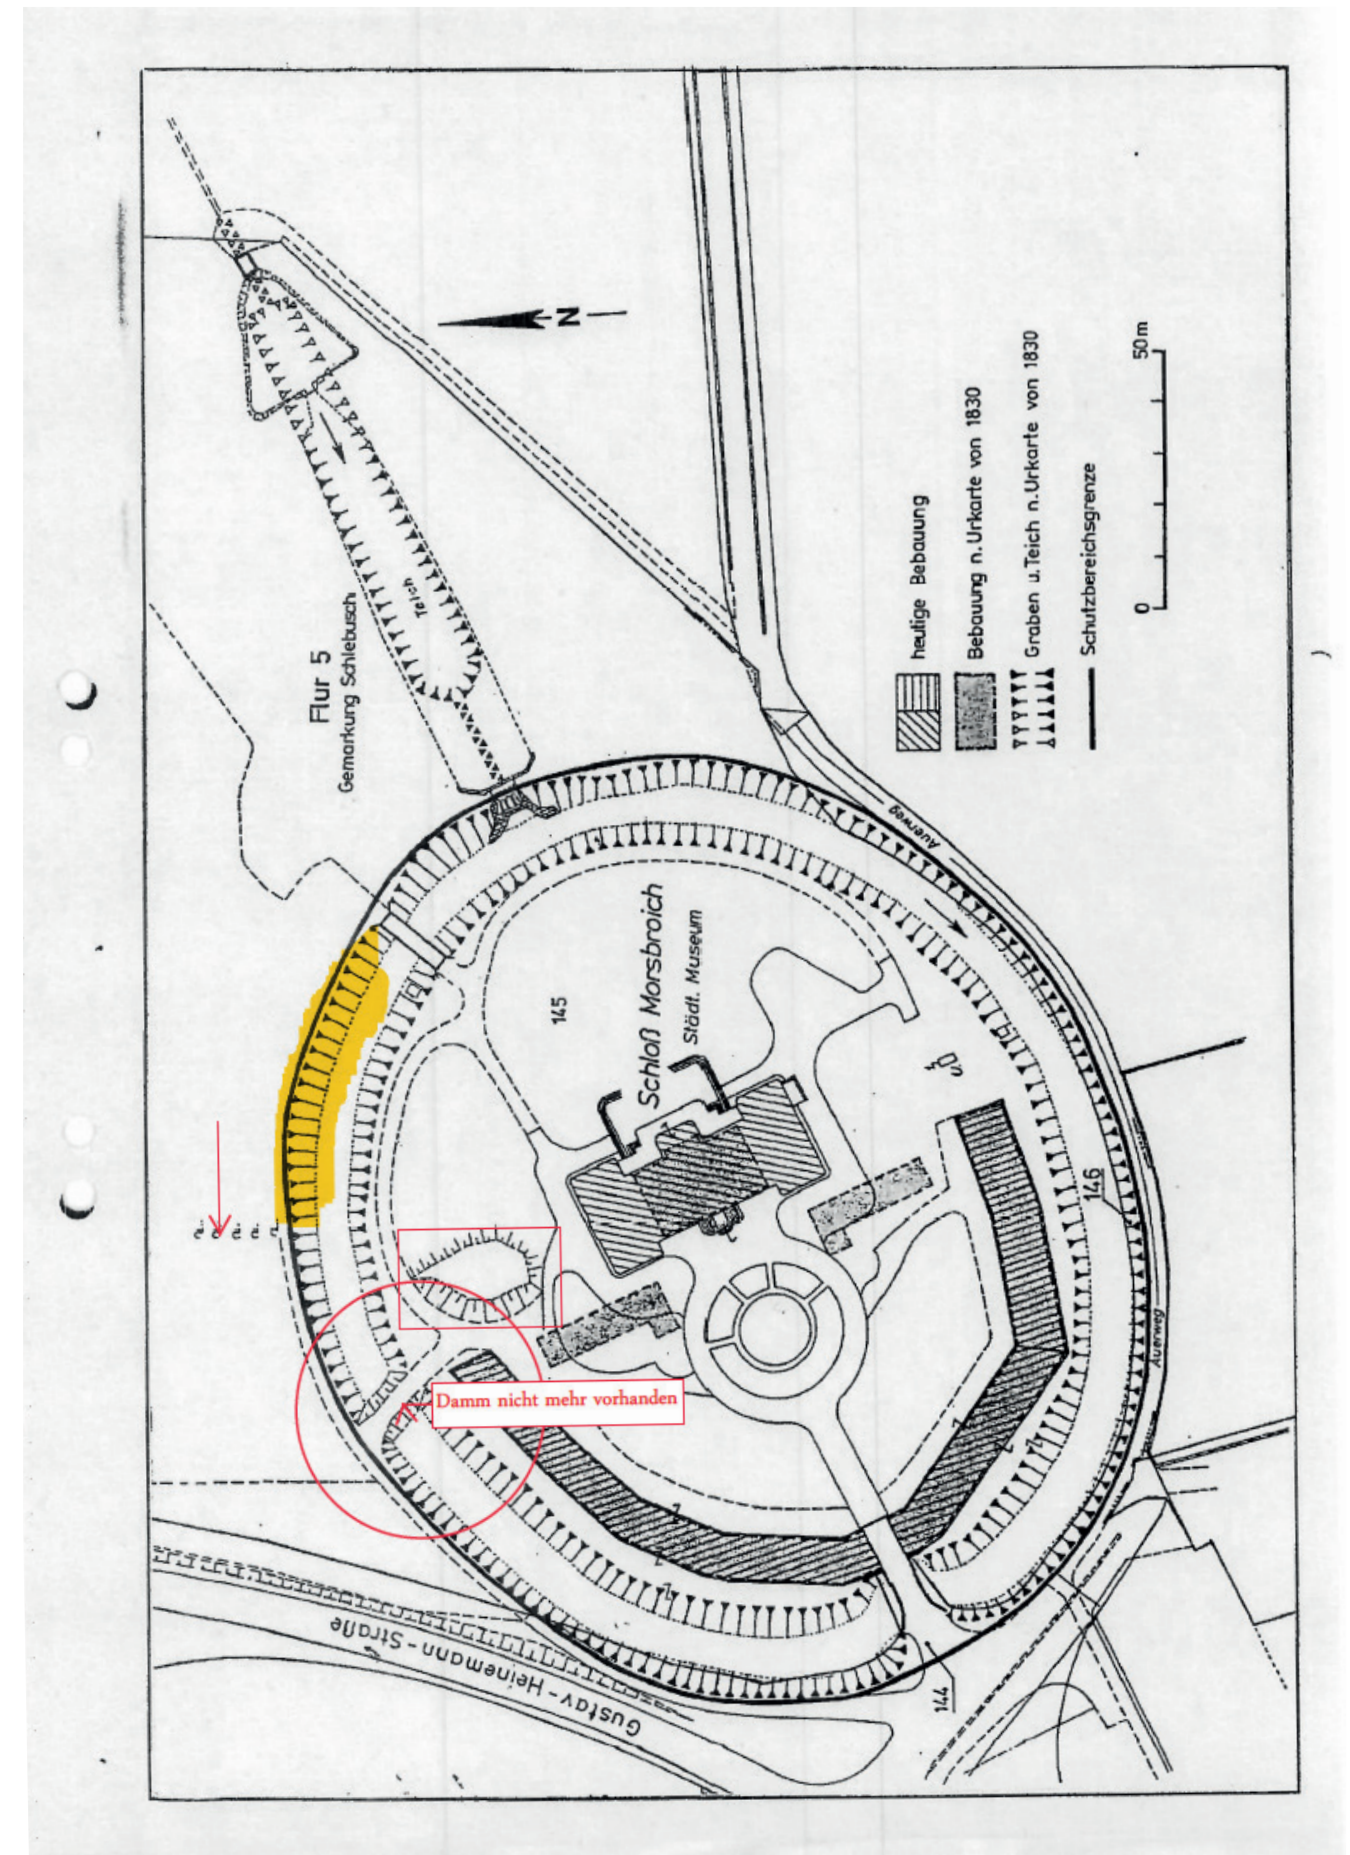 N
Flur 5
Gemarkung Schlebusch
Teich
heutige Bebauung
Bebauung n. Urkarte von 1830
Graben u. Teich n. Urkarte von 1830
Schutzbereichsgrenze
0
50 m
Auerweg
Schloß Morsbroich
Städt. Museum
145
146
Damm nicht mehr vorhanden
Auerweg
Gustav-Heinemann-Straße
144